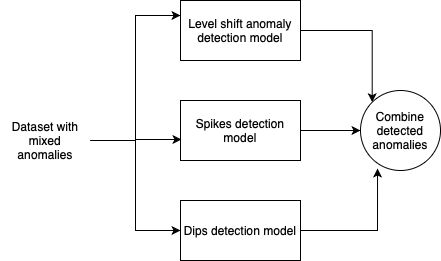 Level shift anomaly
detection model
Dataset with
mixed
anomalies
Spikes detection
model
Combine
detected
anomalies
Dips detection model